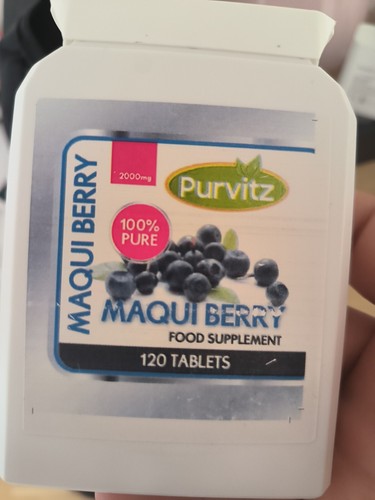 MAQUI BERRY
2000mg
Purvitz
100%
PURE
MAQUI BERRY
FOOD SUPPLEMENT
120 TABLETS